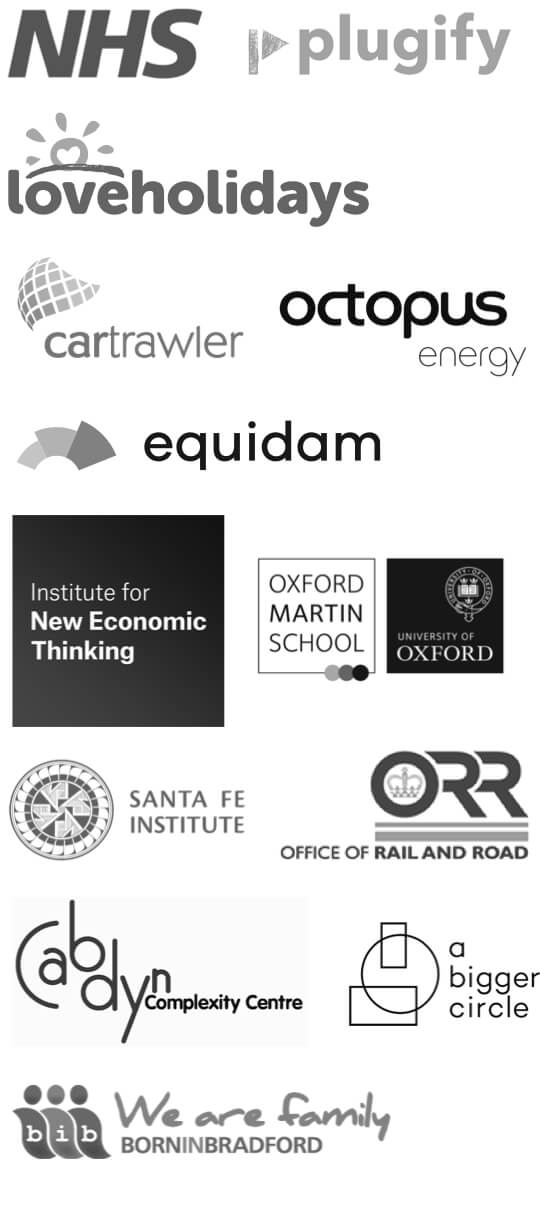 NHS
plugify
loveholidays
cartrawler
octopus
energy
equidam
Institute for
New Economic
Thinking
OXFORD
MARTIN
SCHOOL
UNIVERSITY OF
OXFORD
SANTA FE
INSTITUTE
ORR
OFFICE OF RAIL AND ROAD
Cabdyn
Complexity Centre
a
bigger
circle
bib
We are family
BORNINBRADFORD